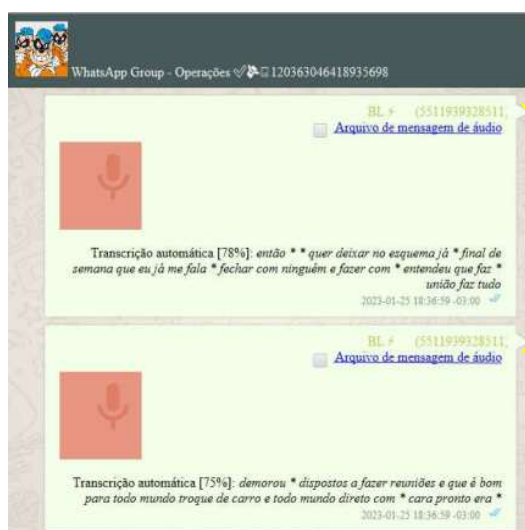 WhatsApp Group - Operações 120363046418935698
BL (5511939328511,
Arquivo de mensagem de áudio
Transcrição automática [78%]: então * * quer deixar no esquema já * final de
semana que eu já me fala * fechar com ninguém e fazer com * entendeu que faz *
união faz tudo
2023-01-25 18:36:59 -03:00
BL (5511939328511,
Arquivo de mensagem de áudio
Transcrição automática [75%]: demorou * dispostos a fazer reuniões e que é bom
para todo mundo troque de carro e todo mundo direto com * cara pronto era *
2023-01-25 18:36:59 -03:00